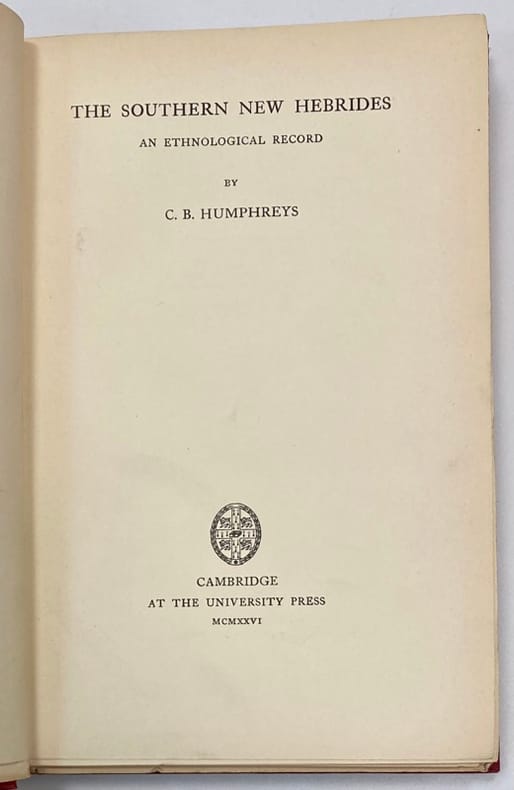 THE SOUTHERN NEW HEBRIDES
AN ETHNOLOGICAL RECORD
BY
C. B. HUMPHREYS
CAMBRIDGE
AT THE UNIVERSITY PRESS
MCMXXVI